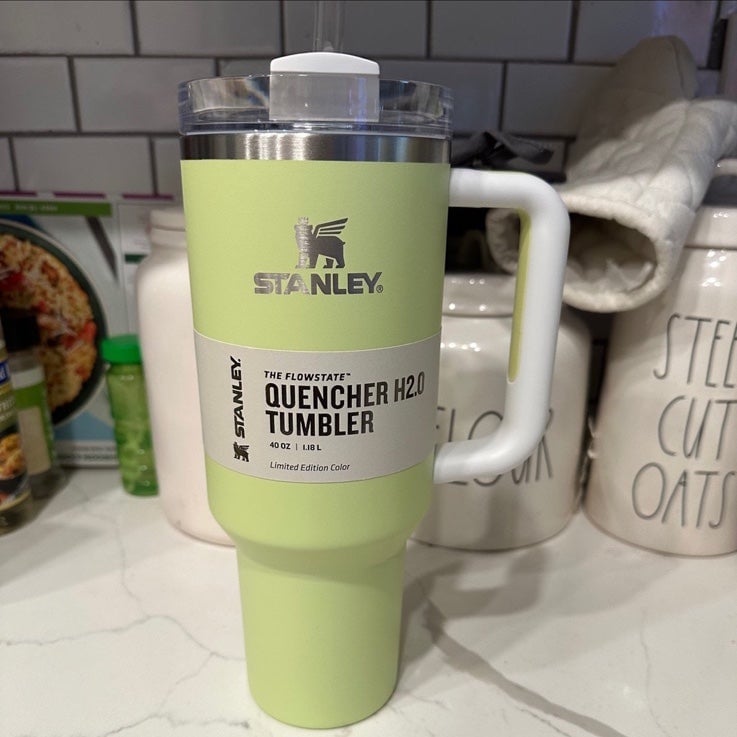 STANLEY®
STANLEY.
THE FLOWSTATE™
QUENCHER H2.0
TUMBLER
40 OZ | 1.18 L
Limited Edition Color
FLOUR
STEEL
CUT
OATS